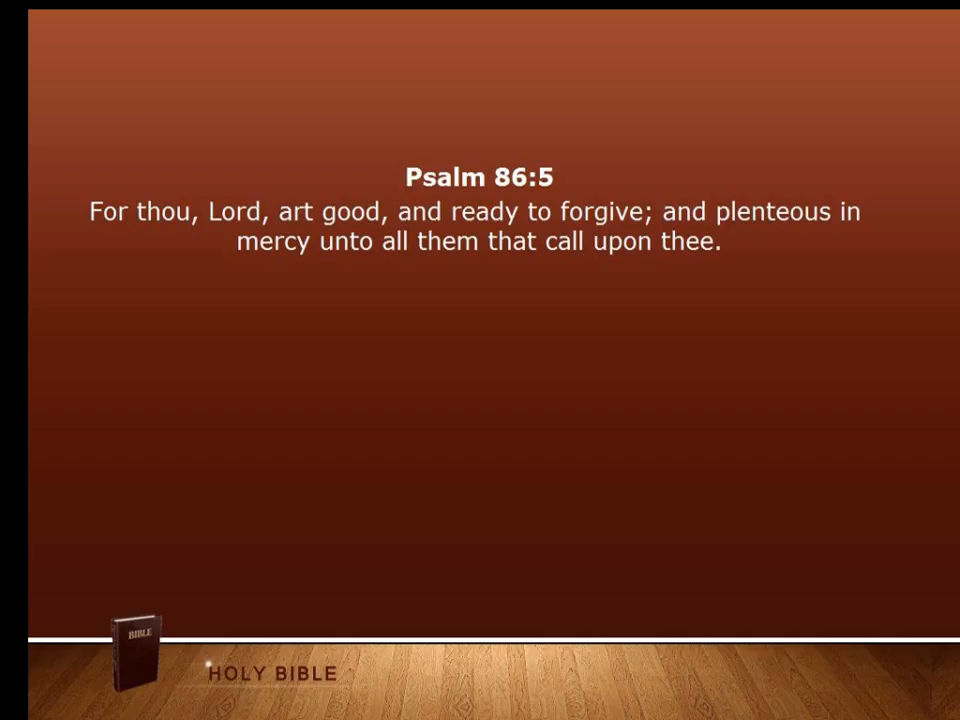 Psalm 86:5
For thou, Lord, art good, and ready to forgive; and plenteous in
mercy unto all them that call upon thee.
BIBLE
HOLY BIBLE